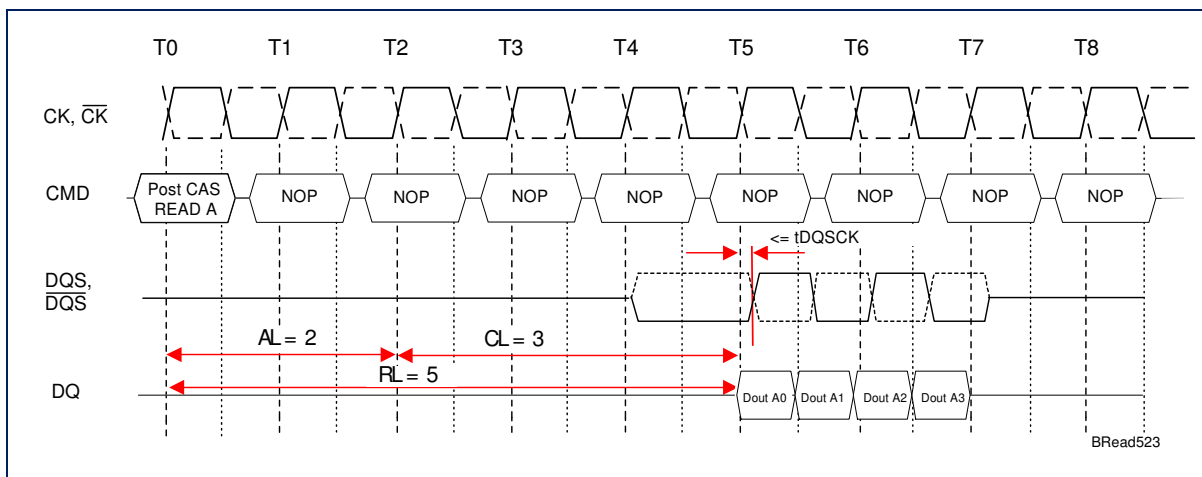 T0 T1 T2 T3 T4 T5 T6 T7 T8
CK, CK
CMD
Post CAS
READ A
NOP NOP NOP NOP NOP NOP NOP NOP
<= tDQSCK
DQS,
DQS
AL = 2
CL = 3
RL = 5
DQ
Dout A0 Dout A1 Dout A2 Dout A3
BRead523